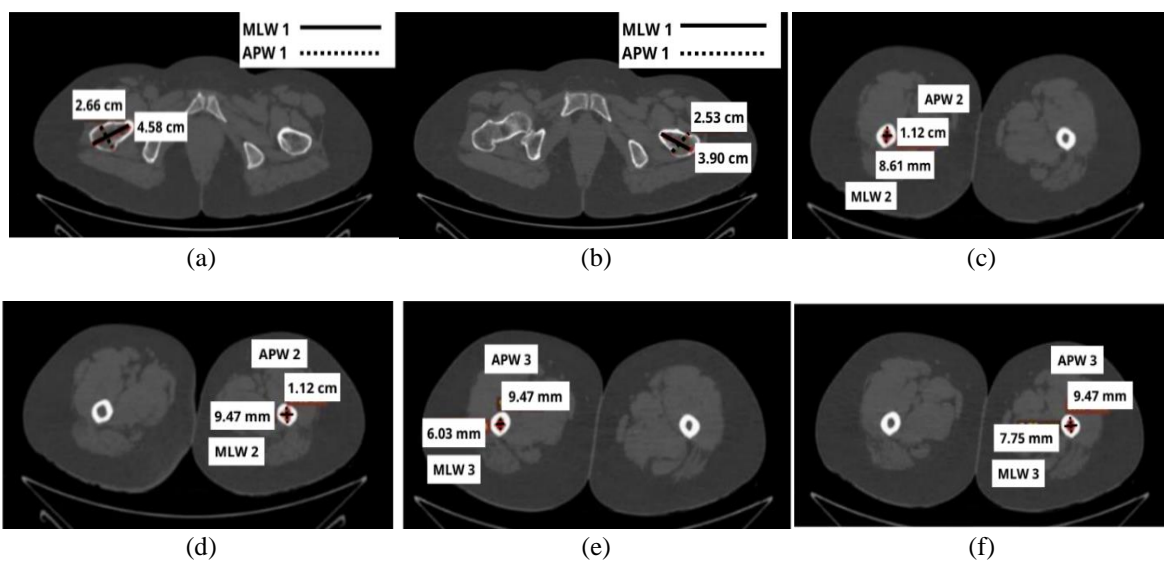 MLW 1
APW 1
2.66 cm
4.58 cm
(a)
MLW 1
APW 1
2.53 cm
3.90 cm
(b)
APW 2
1.12 cm
8.61 mm
MLW 2
(c)
APW 2
1.12 cm
9.47 mm
MLW 2
(d)
APW 3
9.47 mm
6.03 mm
MLW 3
(e)
APW 3
9.47 mm
7.75 mm
MLW 3
(f)